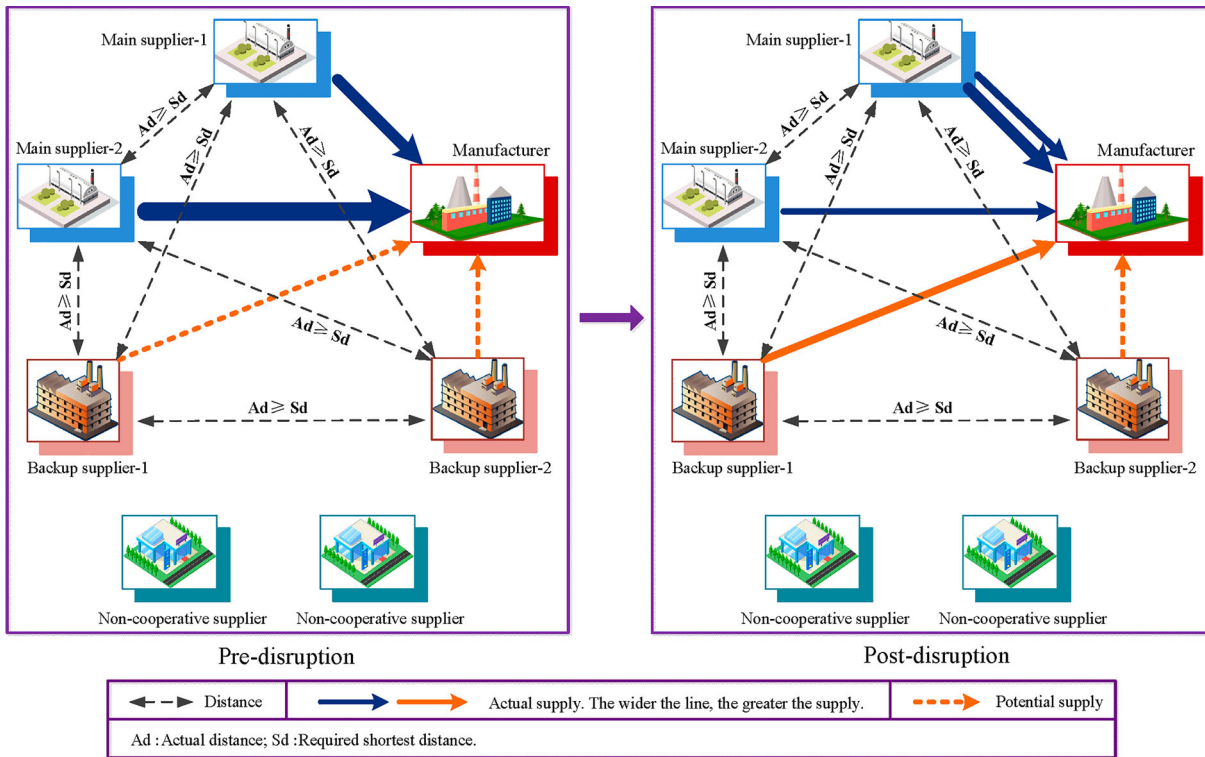 Main supplier-1
Ad ≥ Sd
Main supplier-2
Ad ≥ Sd
Ad ≥ Sd
Manufacturer
Ad ≥ Sd
Ad ≥ Sd
Ad ≥ Sd
Backup supplier-1
Backup supplier-2
Non-cooperative supplier
Non-cooperative supplier
Pre-disruption
Main supplier-1
Ad ≥ Sd
Main supplier-2
Ad ≥ Sd
Ad ≥ Sd
Manufacturer
Ad ≥ Sd
Ad ≥ Sd
Ad ≥ Sd
Backup supplier-1
Backup supplier-2
Non-cooperative supplier
Non-cooperative supplier
Post-disruption
Distance
Actual supply. The wider the line, the greater the supply.
Potential supply
Ad : Actual distance; Sd : Required shortest distance.